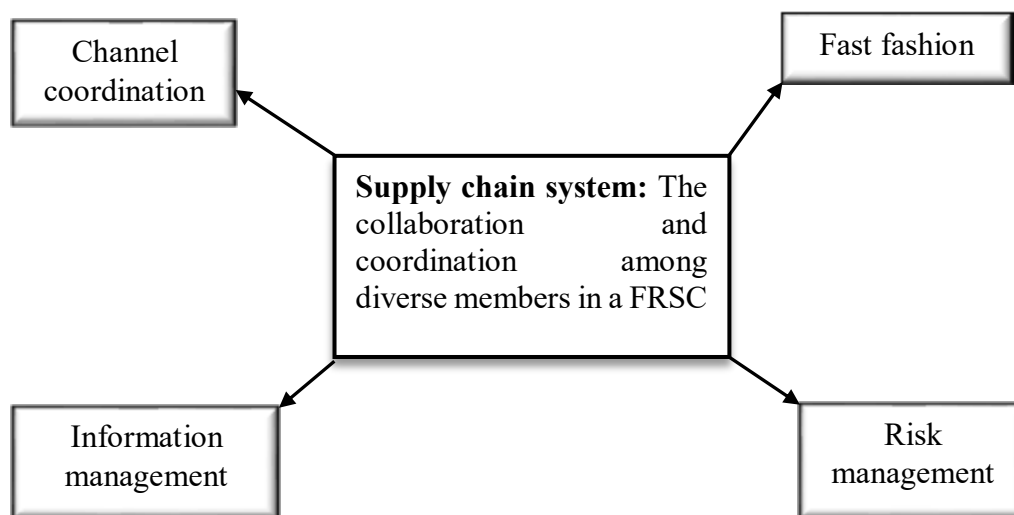 Channel
coordination
Fast fashion
Supply chain system: The
collaboration and
coordination among
diverse members in a FRSC
Information
management
Risk
management